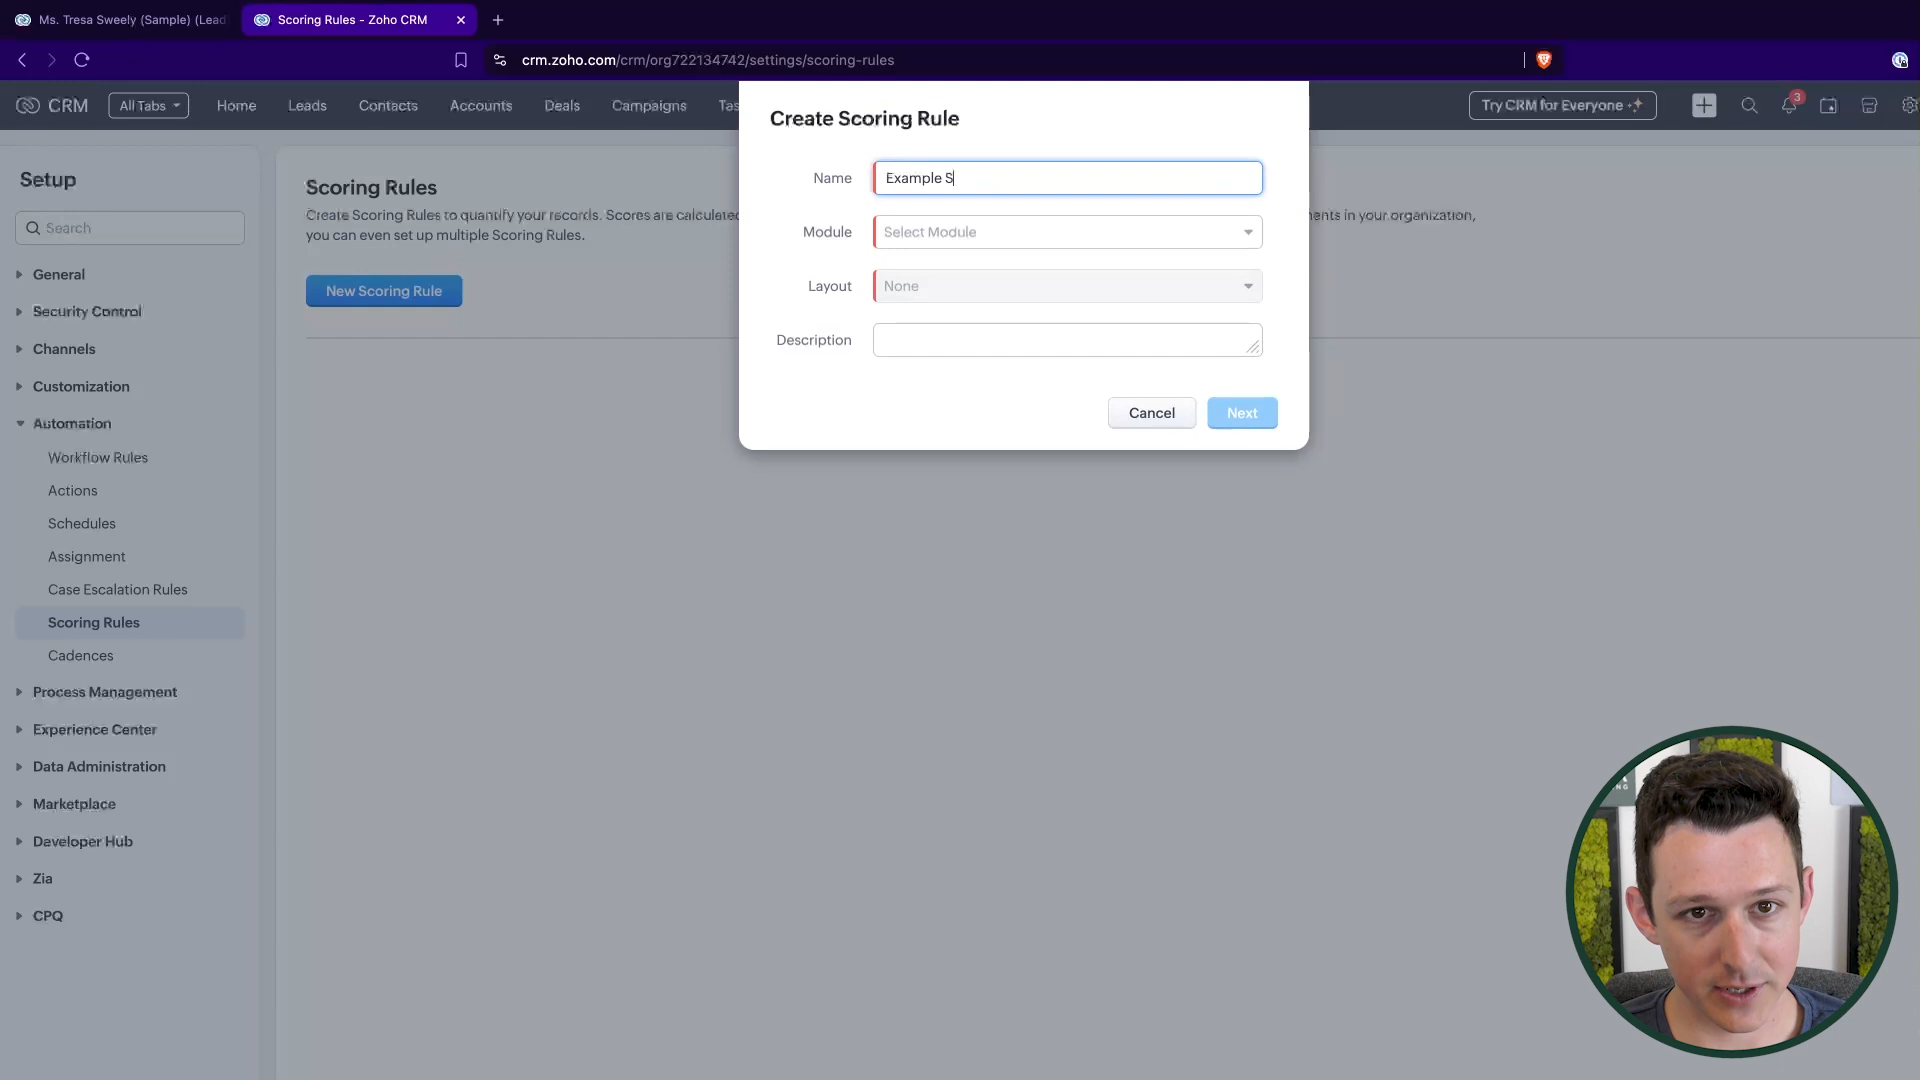 Ms. Tresa Sweely (Sample) (Lead
Scoring Rules - Zoho CRM
crm.zoho.com/crm/org722134742/settings/scoring-rules
CRM
All Tabs
Home
Leads
Contacts
Accounts
Deals
Campaigns
Tas
Try CRM for Everyone
3
Setup
Search
General
Security Control
Channels
Customization
Automation
Workflow Rules
Actions
Schedules
Assignment
Case Escalation Rules
Scoring Rules
Cadences
Process Management
Experience Center
Data Administration
Marketplace
Developer Hub
Zia
CPQ
Scoring Rules
Create Scoring Rules to quantify your records. Scores are calculated
nents in your organization,
you can even set up multiple Scoring Rules.
New Scoring Rule
Create Scoring Rule
Name
Example S
Module
Select Module
Layout
None
Description
Cancel
Next